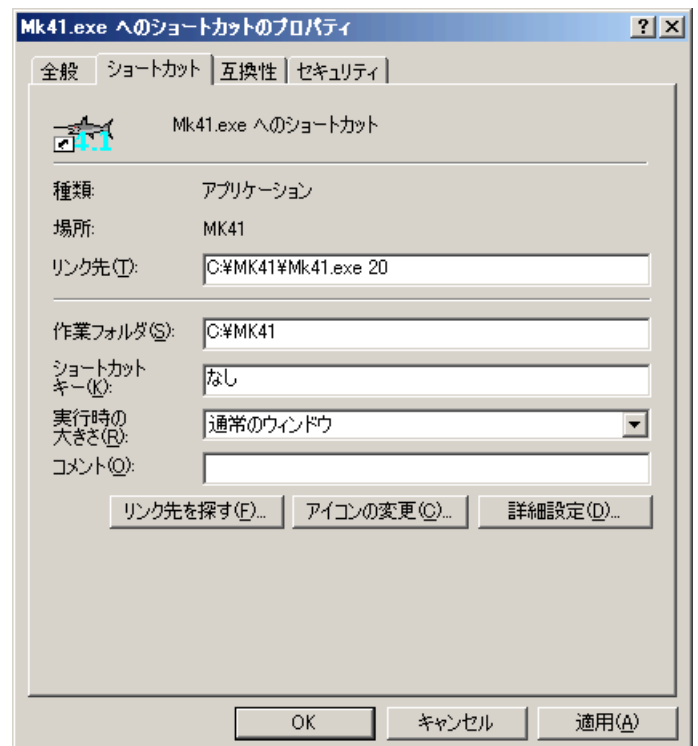 Mk41.exe へのショートカットのプロパティ
全般 ショートカット 互換性 セキュリティ
4.1
Mk41.exe へのショートカット
種類: アプリケーション
場所: MK41
リンク先(T): C:¥MK41¥Mk41.exe 20
作業フォルダ(S): C:¥MK41
ショートカット
キー(K): なし
実行時の
大きさ(R): 通常のウィンドウ
コメント(O):
リンク先を探す(F)... アイコンの変更(C)... 詳細設定(D)...
OK キャンセル 適用(A)